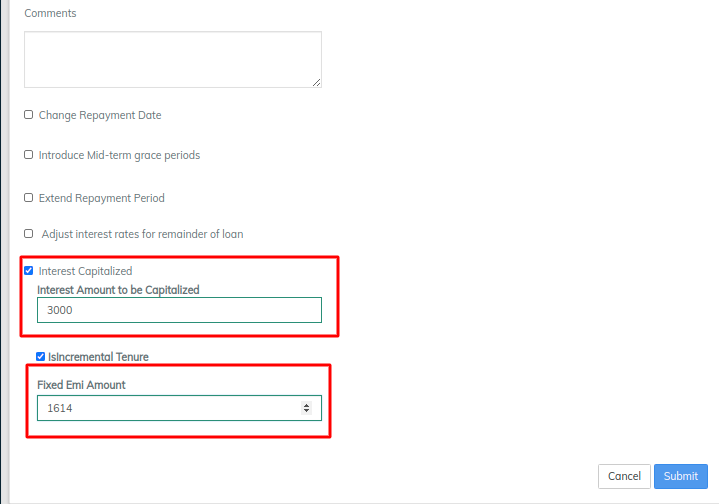 Comments
Change Repayment Date
Introduce Mid-term grace periods
Extend Repayment Period
Adjust interest rates for remainder of loan
Interest Capitalized
Interest Amount to be Capitalized
3000
IsIncremental Tenure
Fixed Emi Amount
1614
Cancel Submit